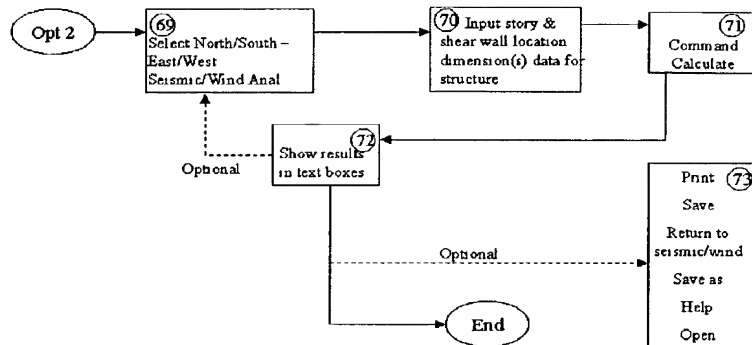 Opt 2
69
Select North/South –
East/West
Seismic/Wind Anal
70
Input story &
shear wall location
dimension(s) data for
structure
71
Command
Calculate
72
Show results
in text boxes
Optional
Optional
73
Print
Save
Return to
seismic/wind
Save as
Help
Open
End